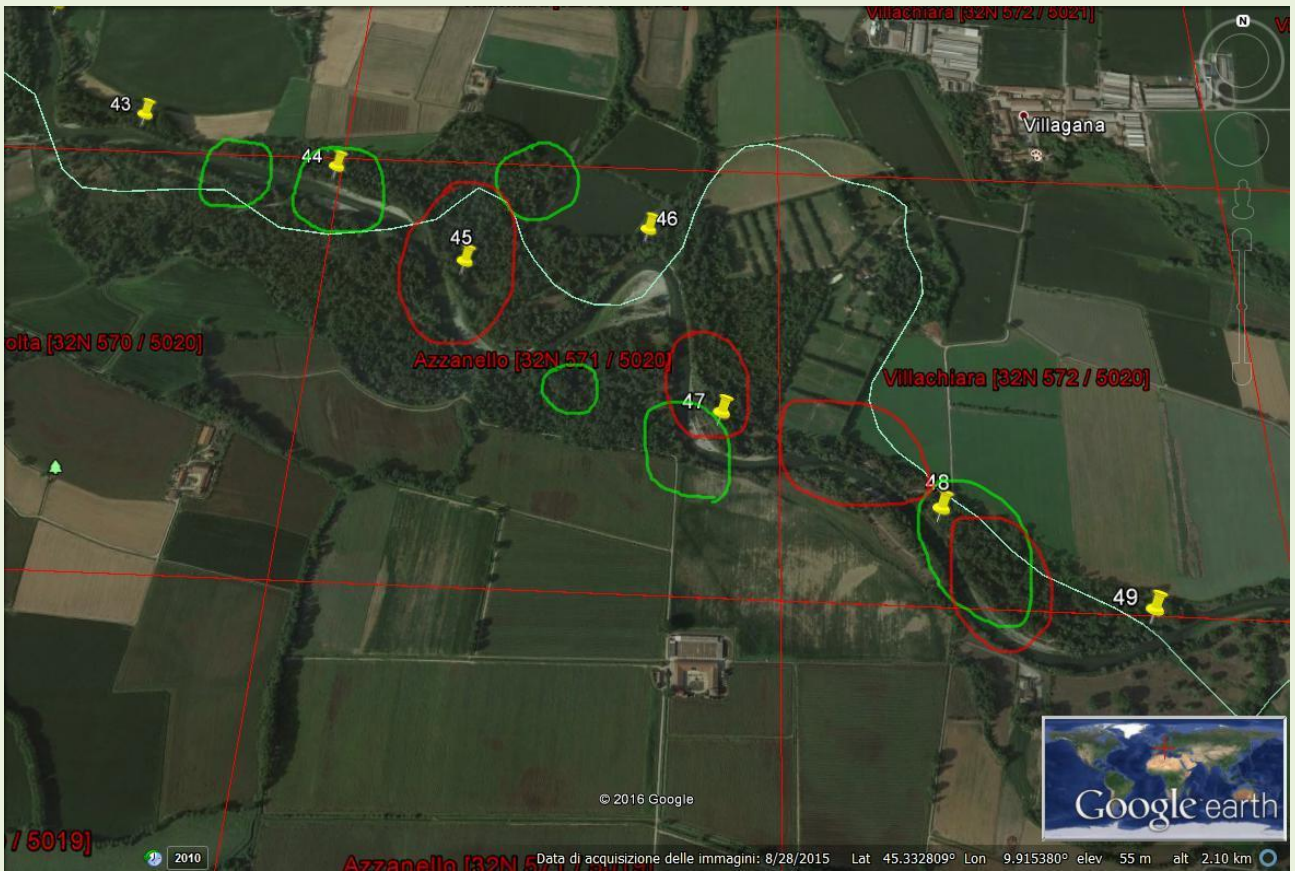 Villachiara [32N 572 / 5021]
N
43
Villagana
44
46
45
olta [32N 570 / 5020]
Azzanello [32N 571 / 5020]
Villachiara [32N 572 / 5020]
47
48
49
© 2016 Google
Google earth
/ 5019]
2010
Data di acquisizione delle immagini: 8/28/2015 Lat 45.332809° Lon 9.915380° elev 55 m alt 2.10 km